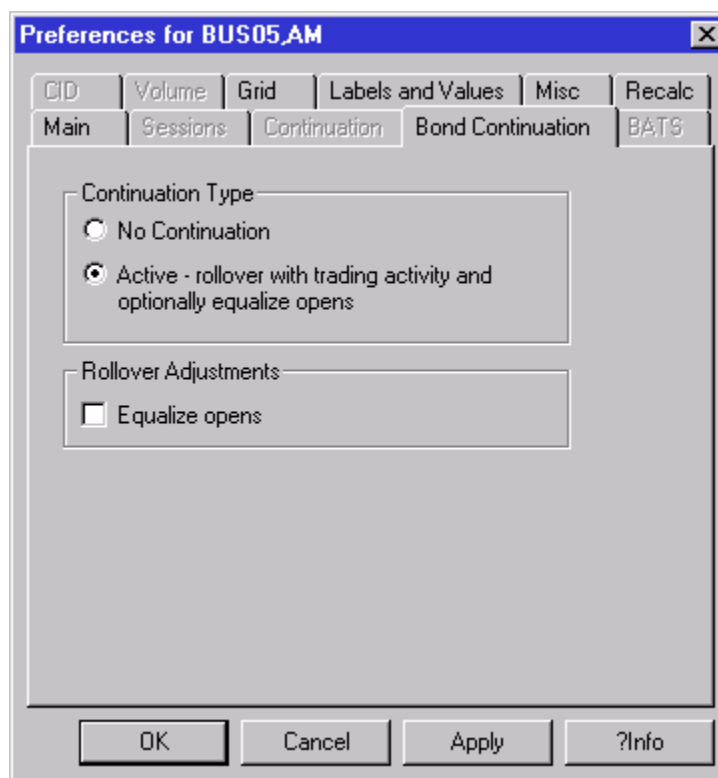 Preferences for BUS05,AM
CID Volume Grid Labels and Values Misc Recalc
Main Sessions Continuation Bond Continuation BATS
Continuation Type
No Continuation
Active - rollover with trading activity and
optionally equalize opens
Rollover Adjustments
Equalize opens
OK Cancel Apply ?Info